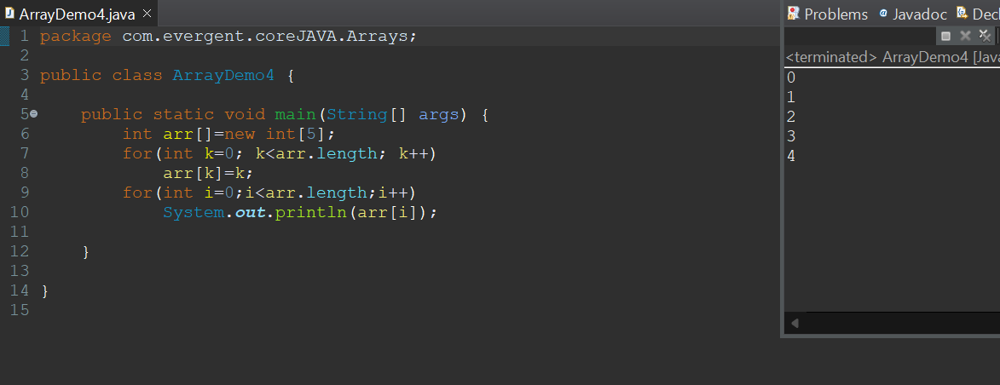 ArrayDemo4.java
1 package com.evergent.coreJAVA.Arrays;
2
3 public class ArrayDemo4 {
4
5     public static void main(String[] args) {
6         int arr[]=new int[5];
7         for(int k=0; k<arr.length; k++)
8             arr[k]=k;
9         for(int i=0;i<arr.length;i++)
10             System.out.println(arr[i]);
11
12     }
13
14 }
15
Problems @ Javadoc
<terminated> ArrayDemo4
0
1
2
3
4